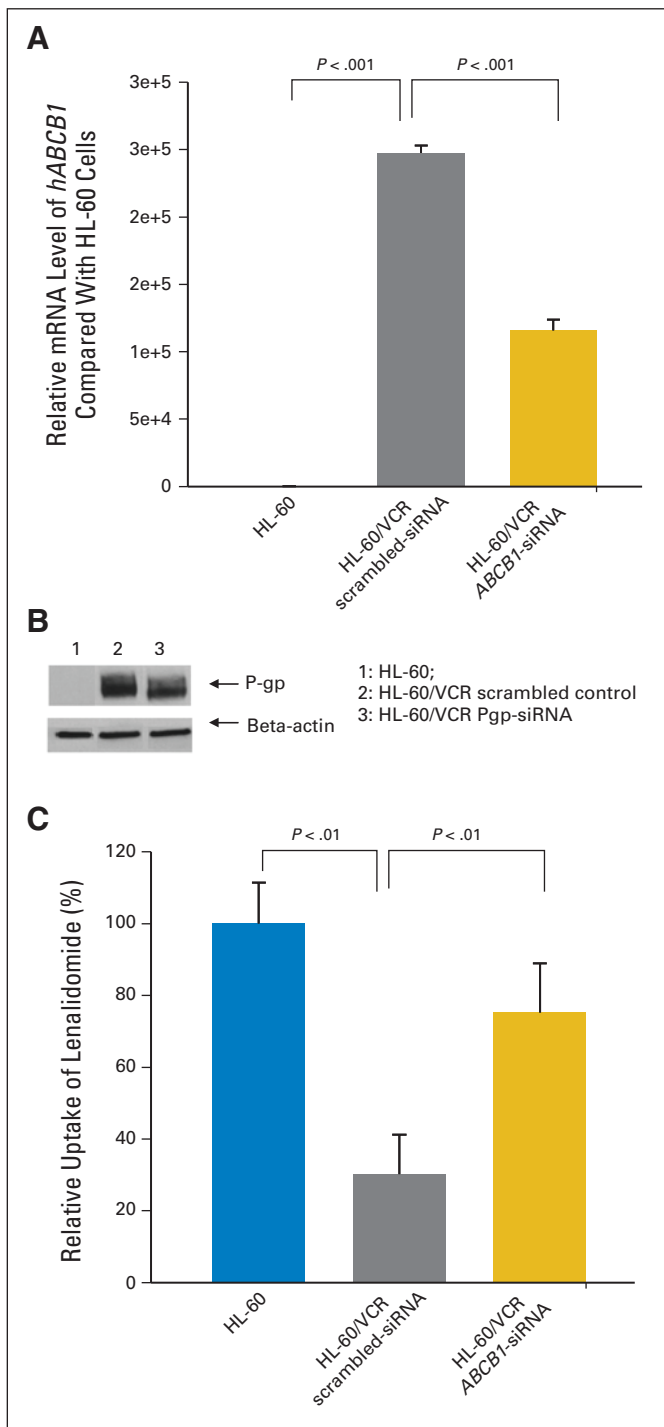 A
P < .001
P < .001
Relative mRNA Level of hABCB1
Compared With HL-60 Cells
3e+5
3e+5
2e+5
2e+5
1e+5
5e+4
0
HL-60
HL-60/VCR
scrambled-siRNA
HL-60/VCR
ABCB1-siRNA
B
1 2 3
P-gp
Beta-actin
1: HL-60;
2: HL-60/VCR scrambled control
3: HL-60/VCR Pgp-siRNA
C
P < .01
P < .01
Relative Uptake of Lenalidomide (%)
120
100
80
60
40
20
0
HL-60
HL-60/VCR
scrambled-siRNA
HL-60/VCR
ABCB1-siRNA